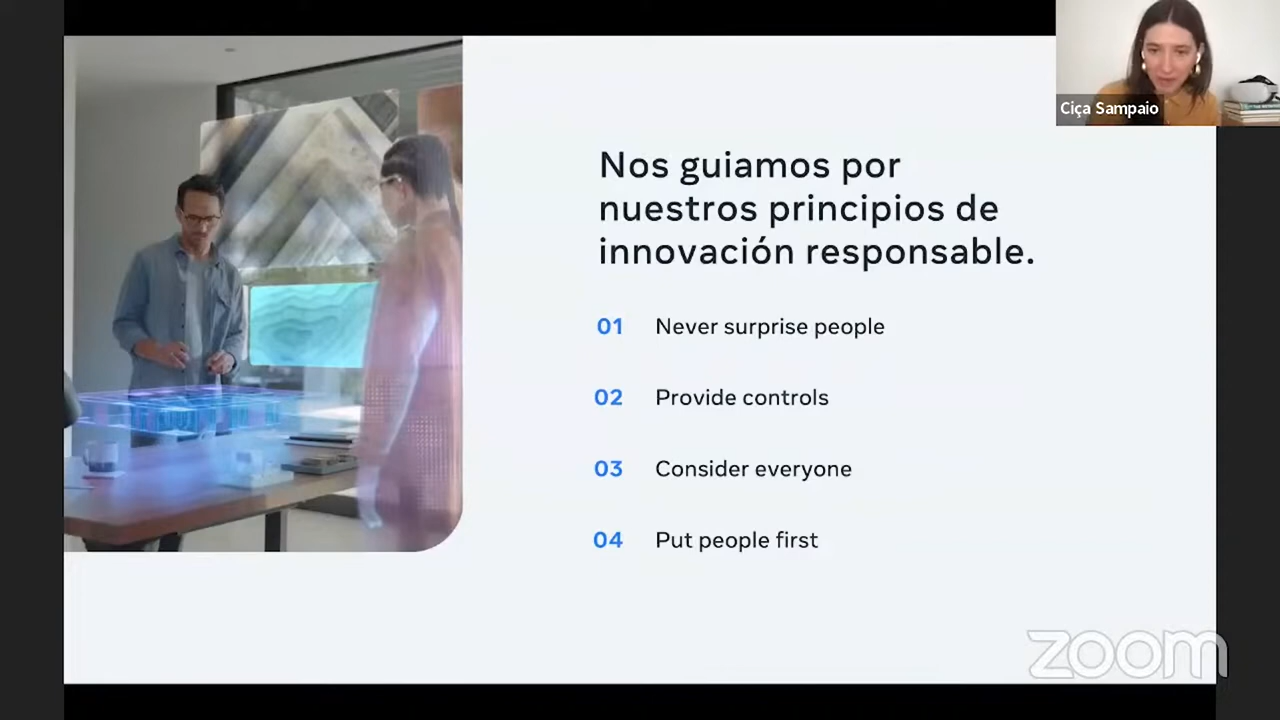 Ciça Sampaio
Nos guiamos por
nuestros principios de
innovación responsable.
01 Never surprise people
02 Provide controls
03 Consider everyone
04 Put people first
zoom